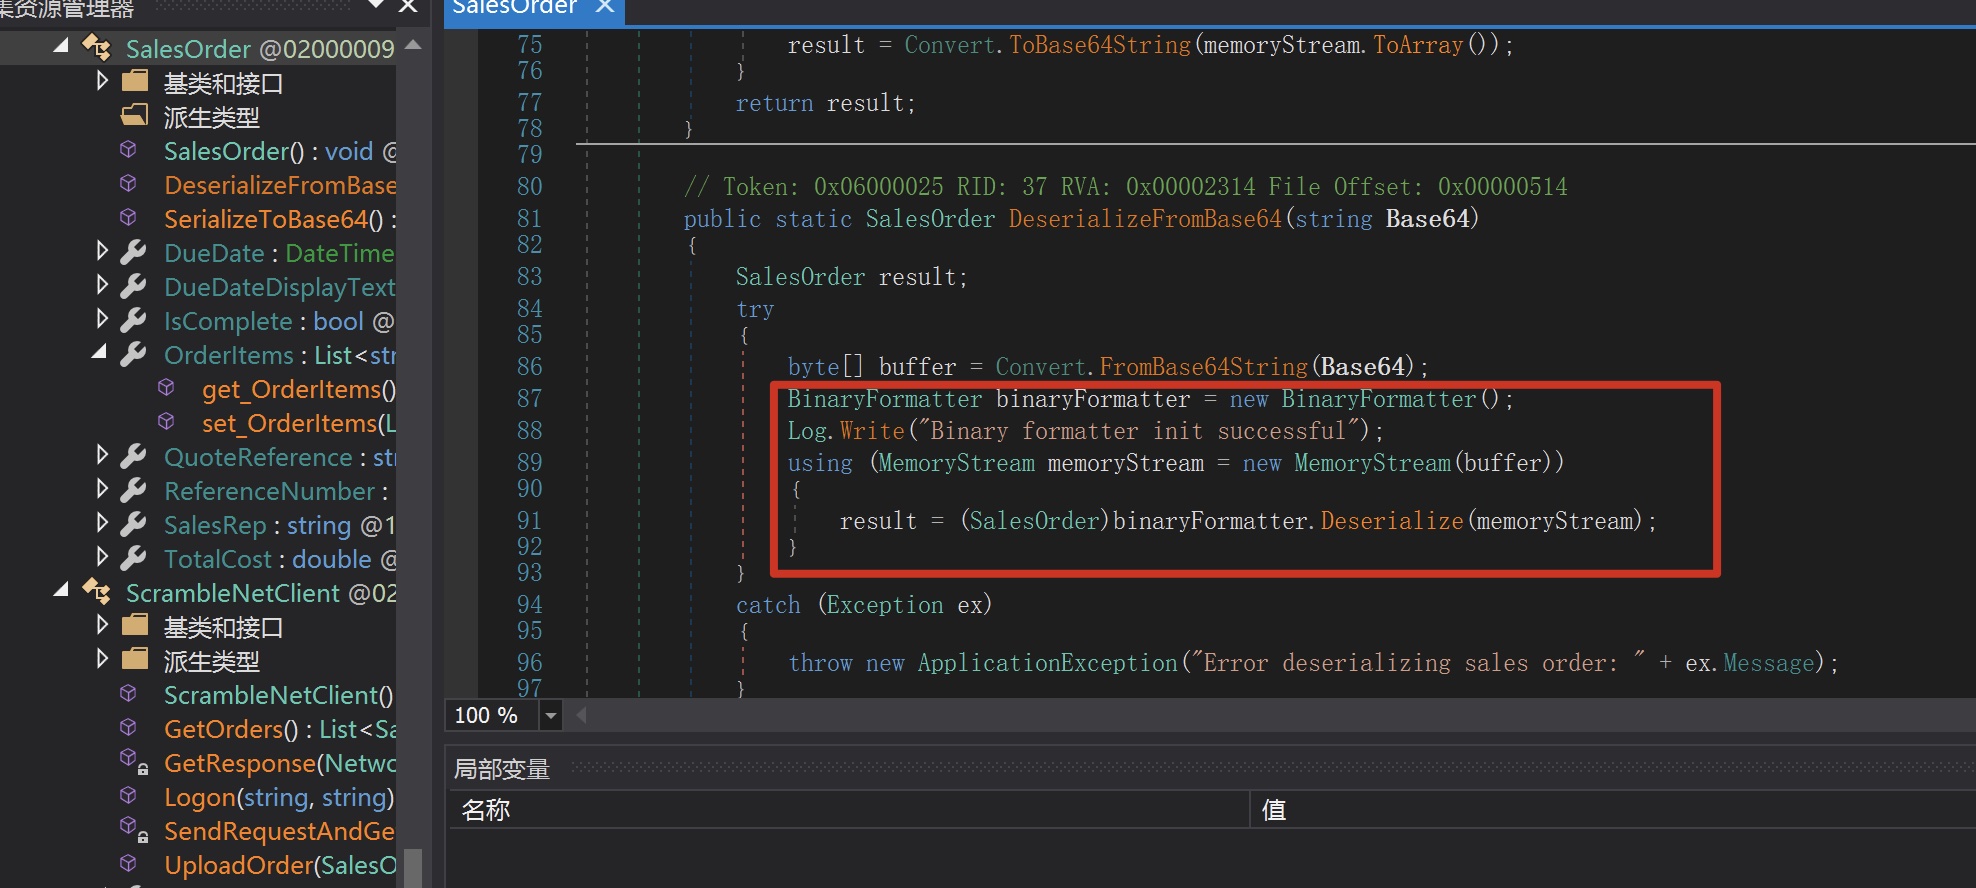 集资源管理器
SalesOrder @02000009
基类和接口
派生类型
SalesOrder() : void @
DeserializeFromBase
SerializeToBase64() :
DueDate : DateTime
DueDateDisplayText
IsComplete : bool @
OrderItems : List<str
get_OrderItems()
set_OrderItems(L
QuoteReference : str
ReferenceNumber :
SalesRep : string @1
TotalCost : double @
ScrambleNetClient @02
基类和接口
派生类型
ScrambleNetClient()
GetOrders() : List<Sa
GetResponse(Netwo
Logon(string, string)
SendRequestAndGe
UploadOrder(SalesO
SalesOrder ×
75 result = Convert.ToBase64String(memoryStream.ToArray());
76 }
77 return result;
78 }
79
80 // Token: 0x06000025 RID: 37 RVA: 0x00002314 File Offset: 0x00000514
81 public static SalesOrder DeserializeFromBase64(string Base64)
82 {
83 SalesOrder result;
84 try
85 {
86 byte[] buffer = Convert.FromBase64String(Base64);
87 BinaryFormatter binaryFormatter = new BinaryFormatter();
88 Log.Write("Binary formatter init successful");
89 using (MemoryStream memoryStream = new MemoryStream(buffer))
90 {
91 result = (SalesOrder)binaryFormatter.Deserialize(memoryStream);
92 }
93 }
94 catch (Exception ex)
95 {
96 throw new ApplicationException("Error deserializing sales order: " + ex.Message);
97 }
100 %
局部变量
名称 值